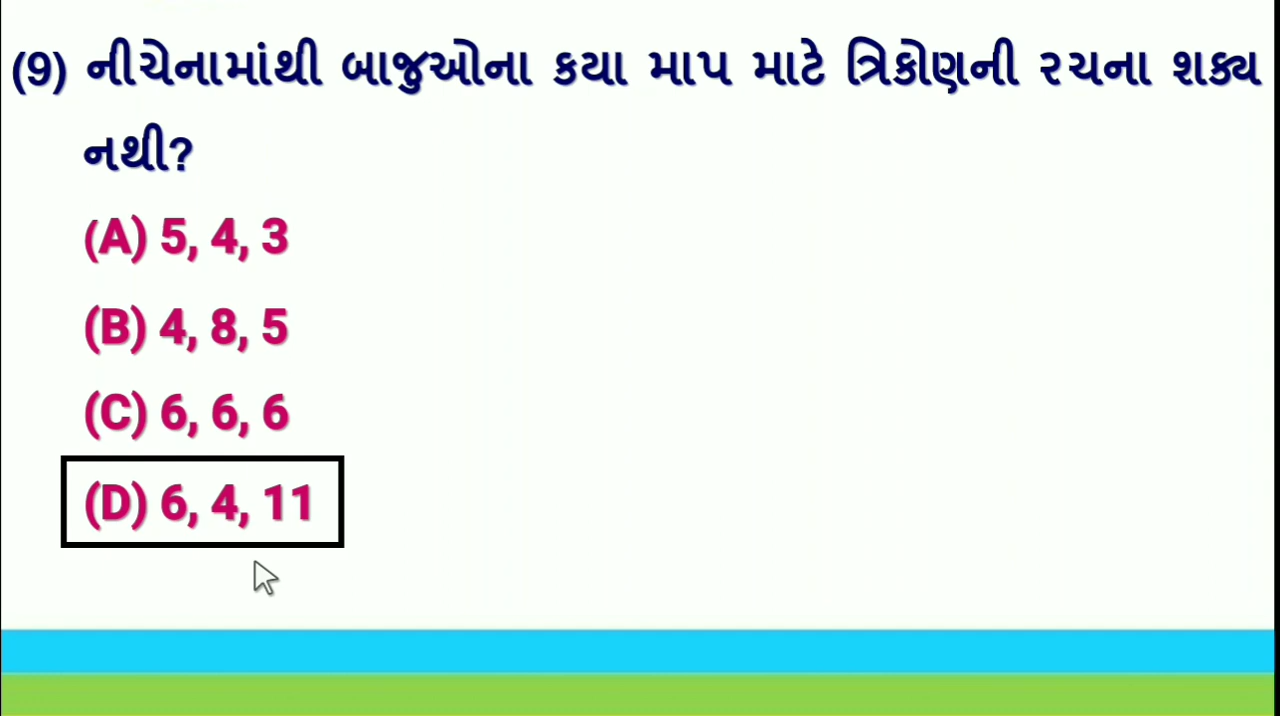 (9) નીચેનામાંથી બાજુઓના કયા માપ માટે ત્રિકોણની રચના શક્ય
નથી?
(A) 5, 4, 3
(B) 4, 8, 5
(C) 6, 6, 6
(D) 6, 4, 11